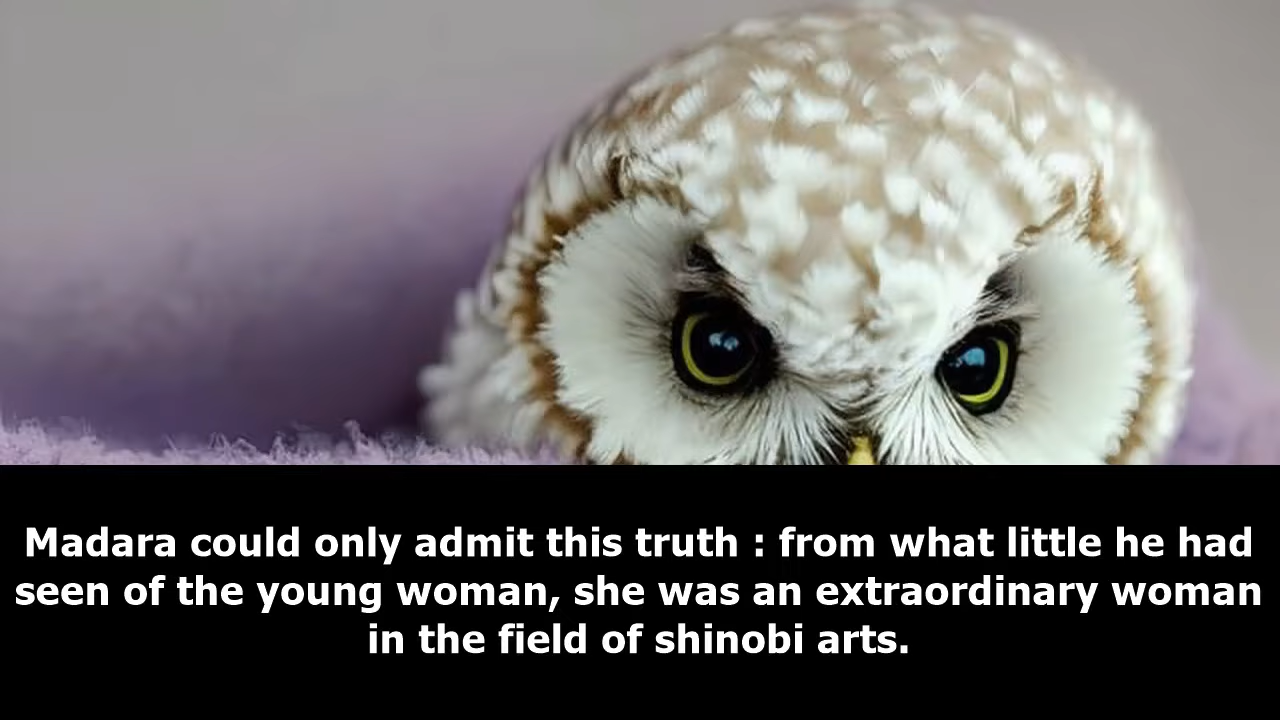 Madara could only admit this truth : from what little he had
seen of the young woman, she was an extraordinary woman
in the field of shinobi arts.